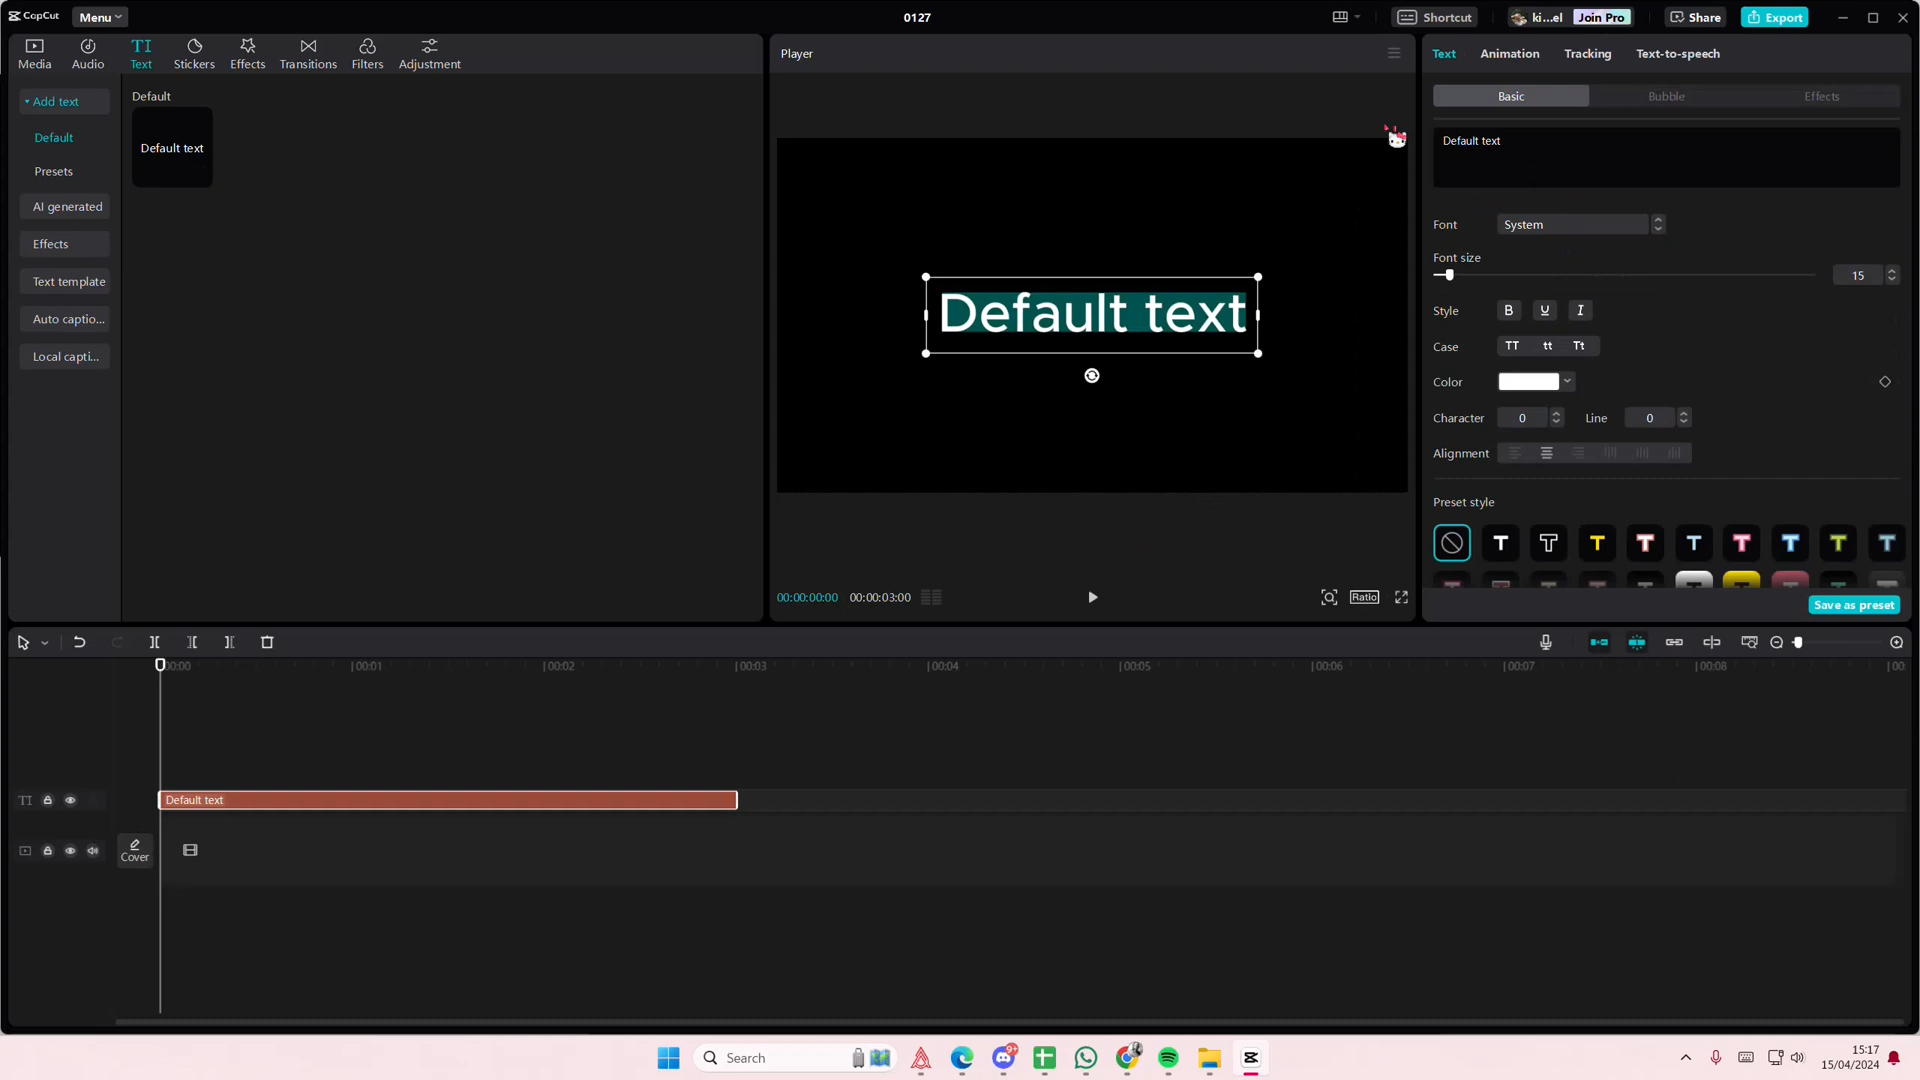 CapCut
Menu
0127
Shortcut
ki...el
Join Pro
Share
Export
Media
Audio
TI
Text
Stickers
Effects
Transitions
Filters
Adjustment
Player
Text
Animation
Tracking
Text-to-speech
Add text
Default
Presets
AI generated
Effects
Text template
Auto captio...
Local capti...
Default
Default text
Default text
00:00:00:00
00:00:03:00
Ratio
Basic
Bubble
Effects
Default text
Font
System
Font size
15
Style
B U I
Case
TT tt Tt
Color
Character
0
Line
0
Alignment
Preset style
T T T T T T T T T
Save as preset
00:00
00:01
00:02
00:03
00:04
00:05
00:06
00:07
00:08
TI
Default text
Cover
Search
9+
15:17
15/04/2024